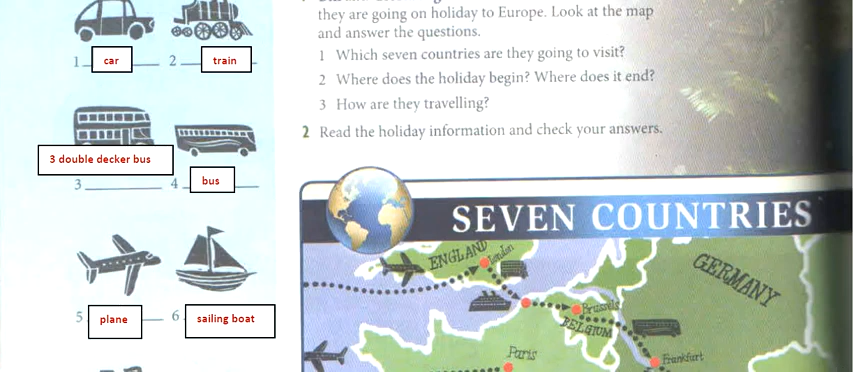 1 car 2 train
3 double decker bus
3 4 bus
5 plane 6 sailing boat
they are going on holiday to Europe. Look at the map
and answer the questions.
1 Which seven countries are they going to visit?
2 Where does the holiday begin? Where does it end?
3 How are they travelling?
2 Read the holiday information and check your answers.
SEVEN COUNTRIES
ENGLAND
London
GERMANY
Brussels
BELGIUM
Paris
Frankfurt